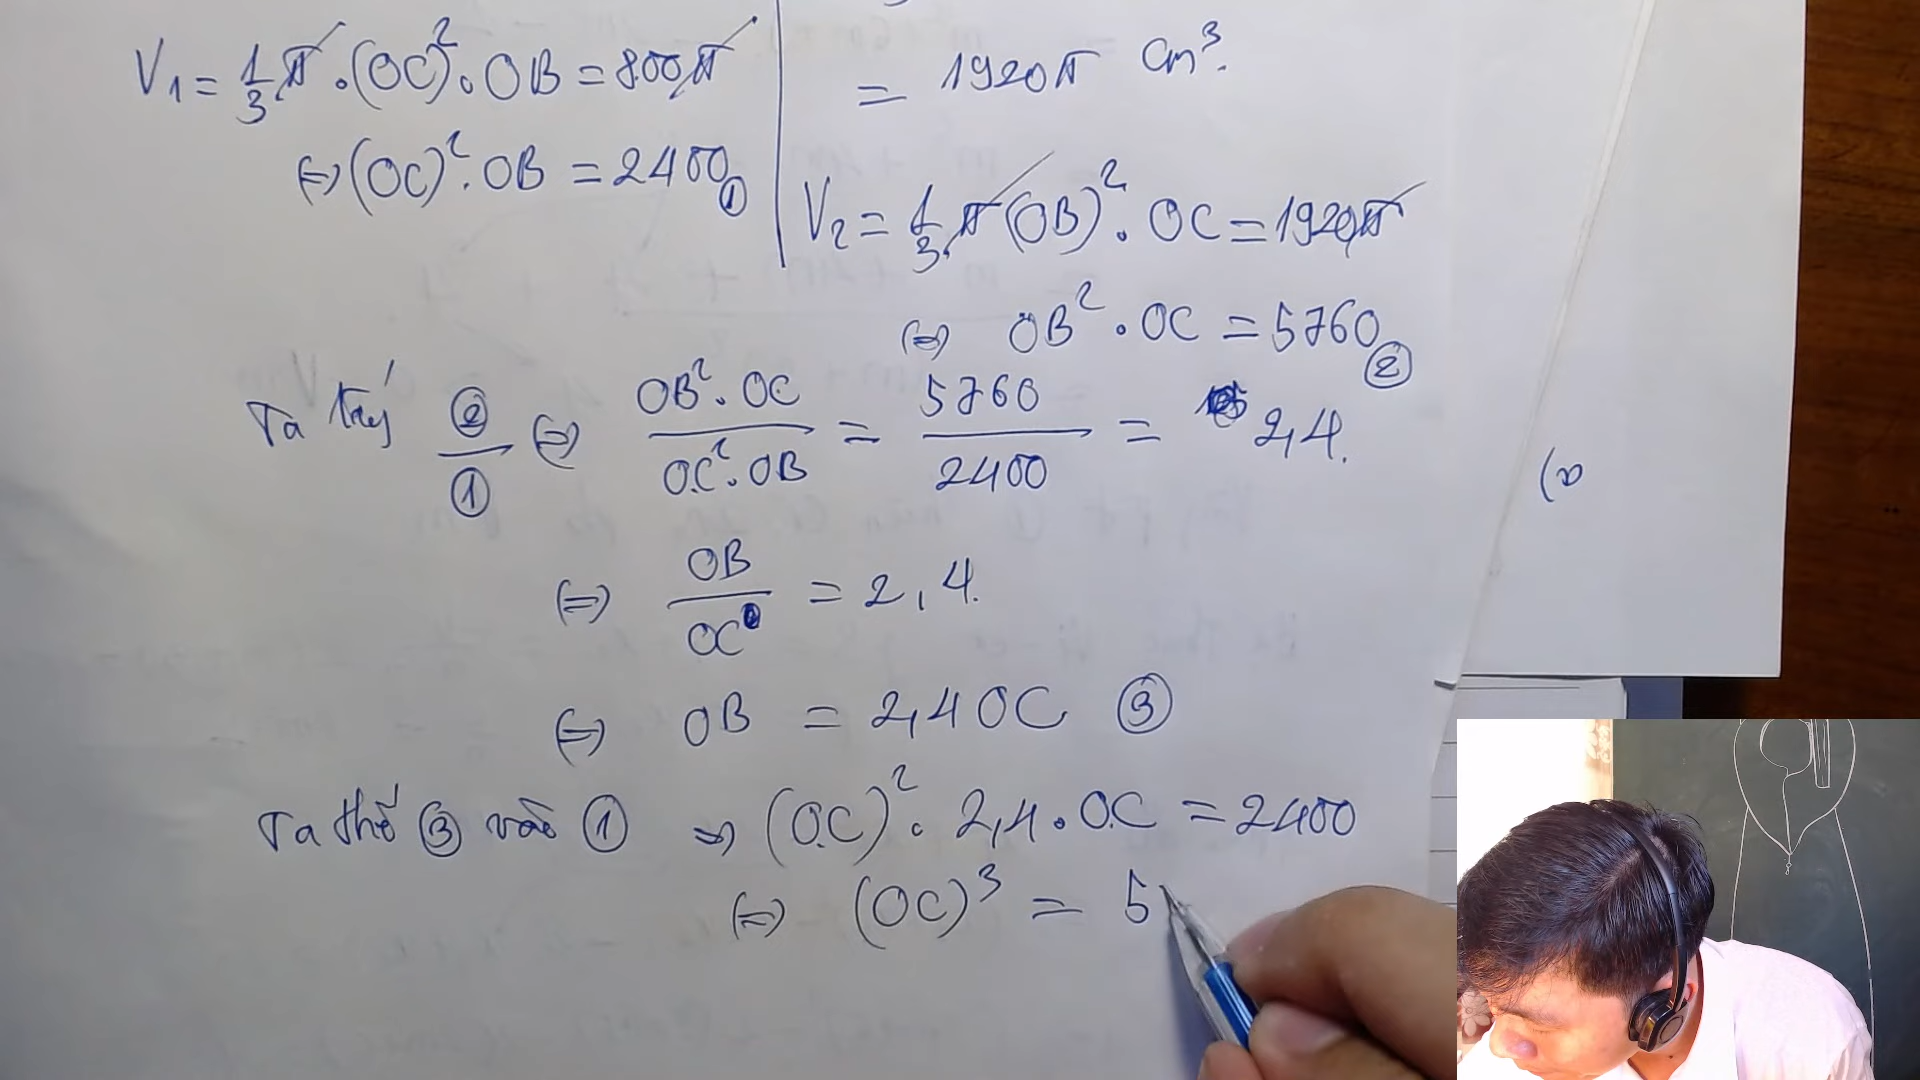 V₁ = 1/3 π . (OC)² . OB = 800π
⇔ (OC)² . OB = 2400 ①
= 1920π cm³.
V₂ = 1/3 . π (OB)² . OC = 1920π
⇔ OB² . OC = 5760 ②
Ta lấy ②/① ⇔ OB² . OC / OC² . OB = 5760 / 2400 = 2,4.
⇔ OB / OC = 2,4.
⇔ OB = 2,4 OC ③
Ta thế ③ vào ① ⇒ (OC)² . 2,4 . OC = 2400
⇔ (OC)³ = 5